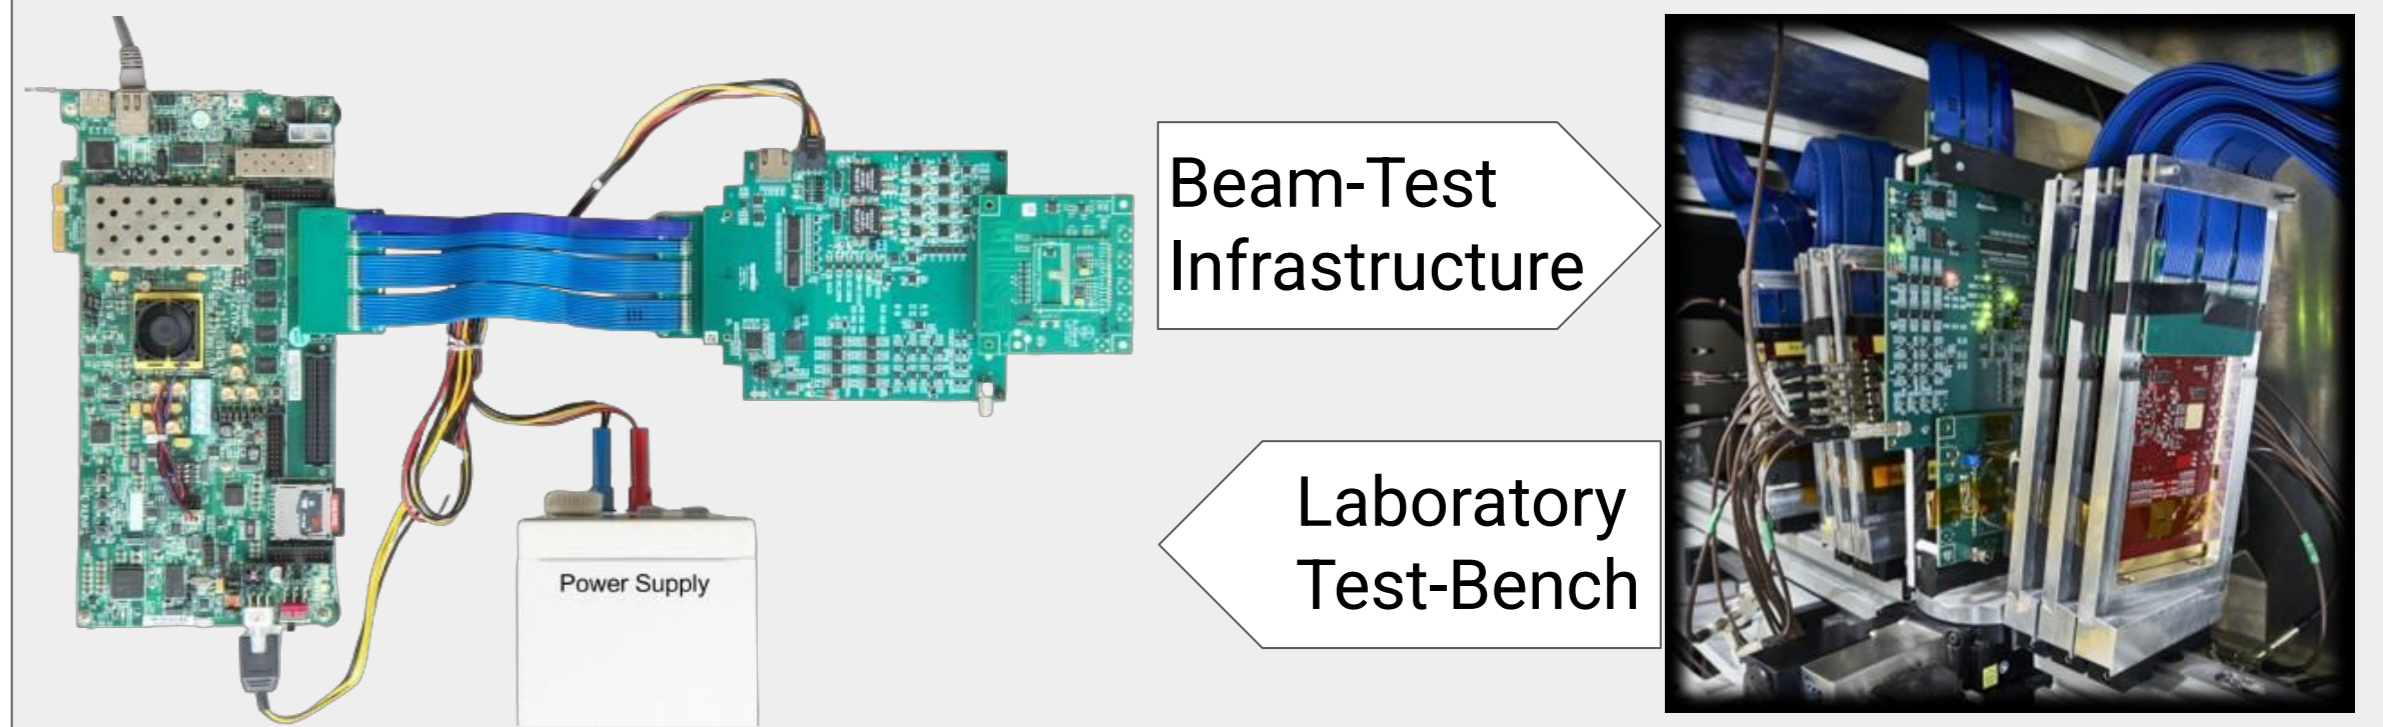 Beam-Test
Infrastructure
Laboratory
Test-Bench
Power Supply